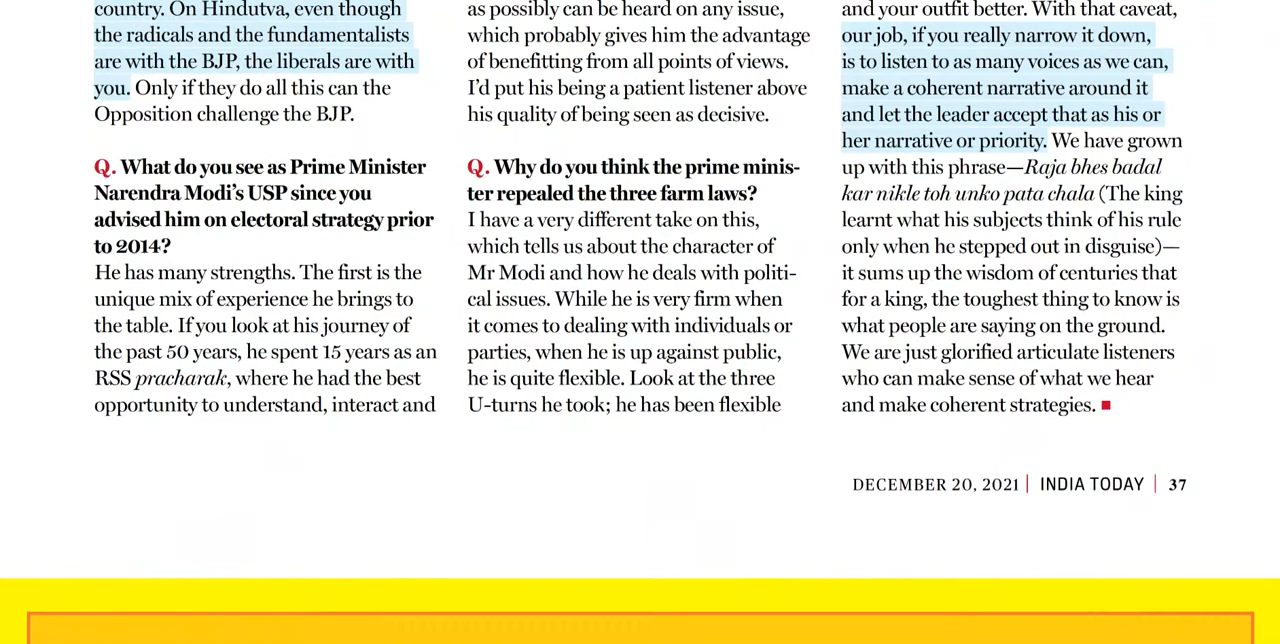 country. On Hindutva, even though
the radicals and the fundamentalists
are with the BJP, the liberals are with
you. Only if they do all this can the
Opposition challenge the BJP.
Q. What do you see as Prime Minister
Narendra Modi's USP since you
advised him on electoral strategy prior
to 2014?
He has many strengths. The first is the
unique mix of experience he brings to
the table. If you look at his journey of
the past 50 years, he spent 15 years as an
RSS pracharak, where he had the best
opportunity to understand, interact and
as possibly can be heard on any issue,
which probably gives him the advantage
of benefitting from all points of views.
I'd put his being a patient listener above
his quality of being seen as decisive.
Q. Why do you think the prime minis-
ter repealed the three farm laws?
I have a very different take on this,
which tells us about the character of
Mr Modi and how he deals with politi-
cal issues. While he is very firm when
it comes to dealing with individuals or
parties, when he is up against public,
he is quite flexible. Look at the three
U-turns he took; he has been flexible
and your outfit better. With that caveat,
our job, if you really narrow it down,
is to listen to as many voices as we can,
make a coherent narrative around it
and let the leader accept that as his or
her narrative or priority. We have grown
up with this phrase—Raja bhes badal
kar nikle toh unko pata chala (The king
learnt what his subjects think of his rule
only when he stepped out in disguise)—
it sums up the wisdom of centuries that
for a king, the toughest thing to know is
what people are saying on the ground.
We are just glorified articulate listeners
who can make sense of what we hear
and make coherent strategies.
DECEMBER 20, 2021 | INDIA TODAY | 37